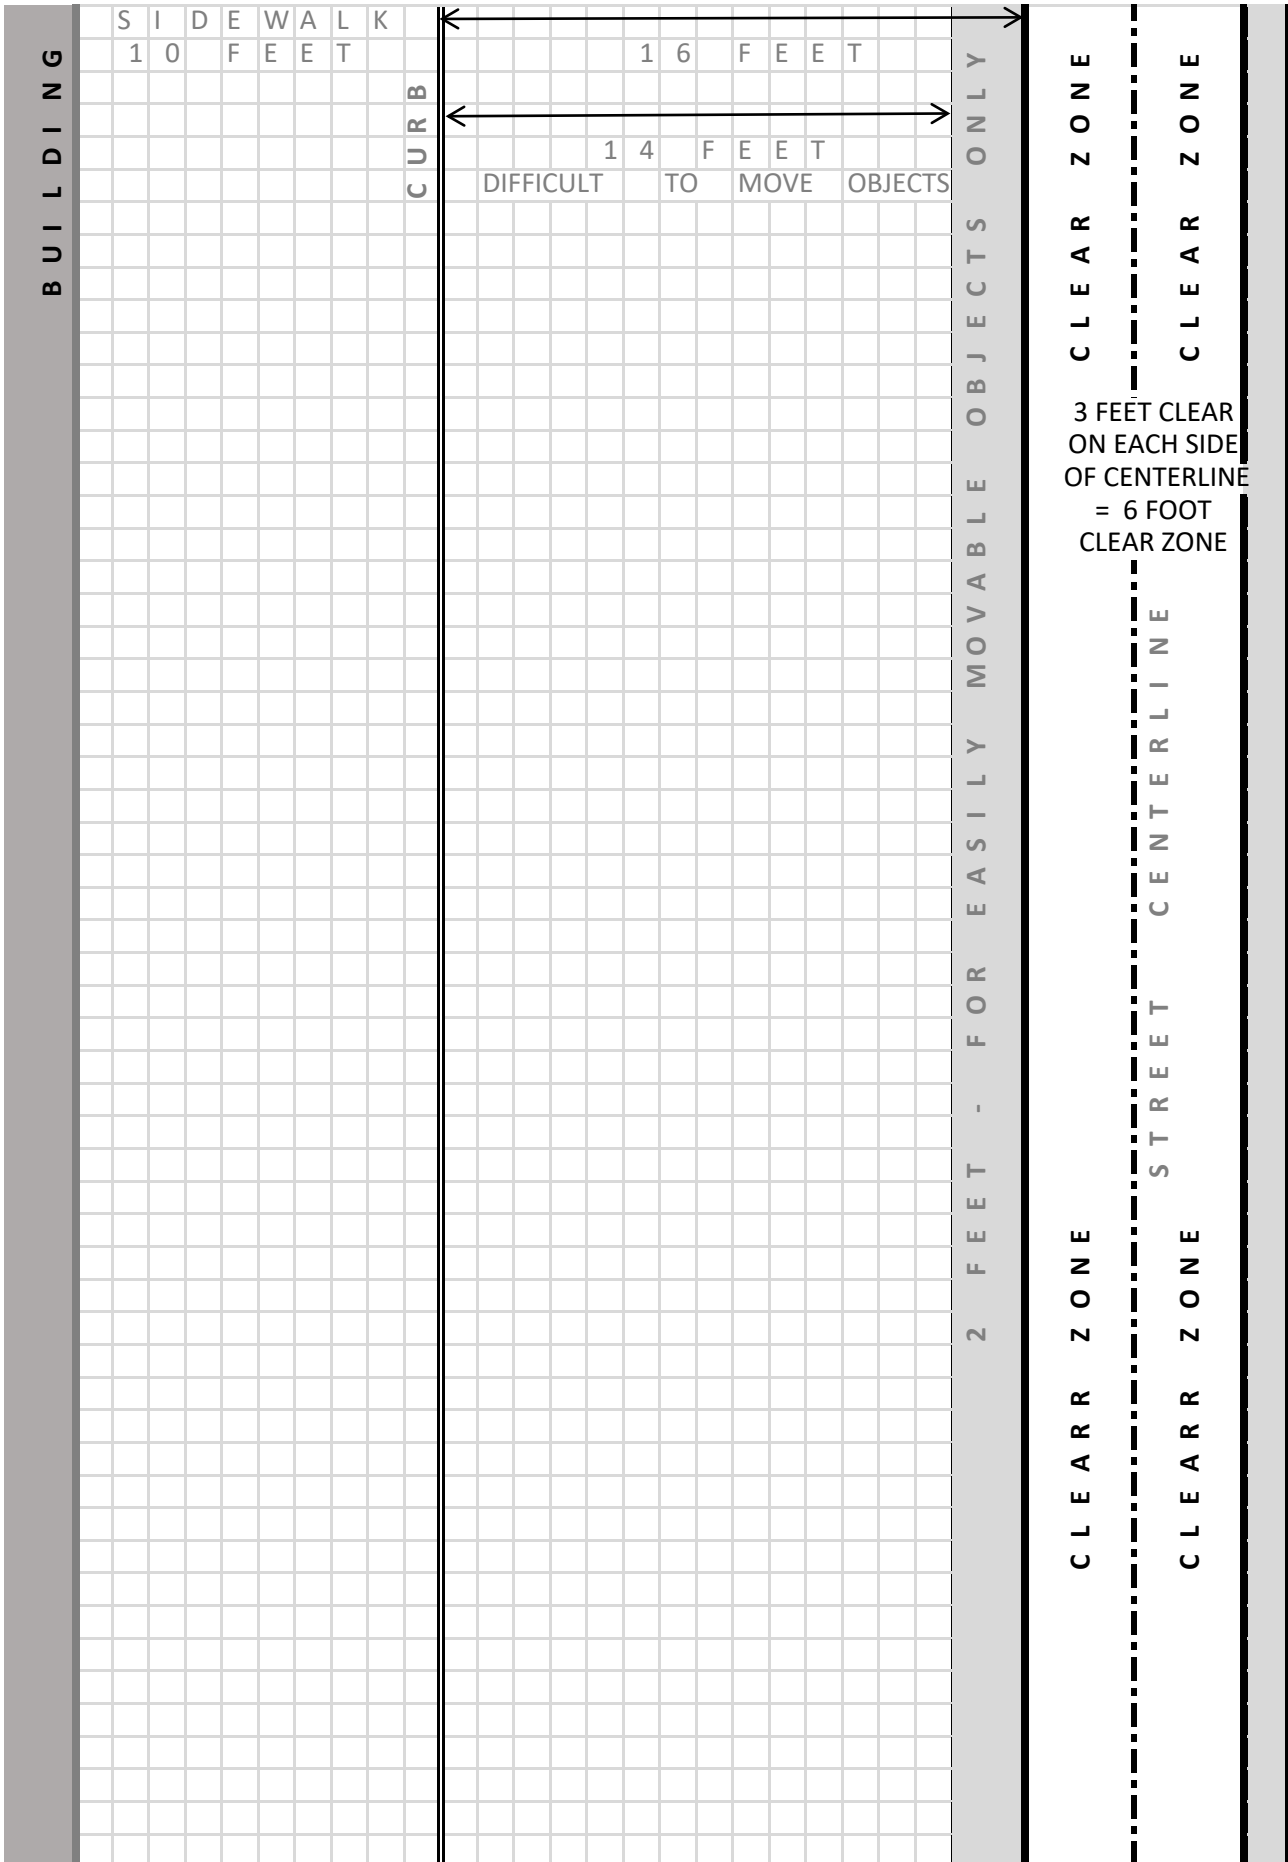 BUILDING
SIDEWALK
10 FEET
CURB
16 FEET
14 FEET
DIFFICULT TO MOVE OBJECTS
2 FEET - FOR EASILY MOVABLE OBJECTS ONLY
CLEAR ZONE
CLEAR ZONE
3 FEET CLEAR
ON EACH SIDE
OF CENTERLINE
= 6 FOOT
CLEAR ZONE
STREET CENTERLINE
CLEARR ZONE
CLEARR ZONE